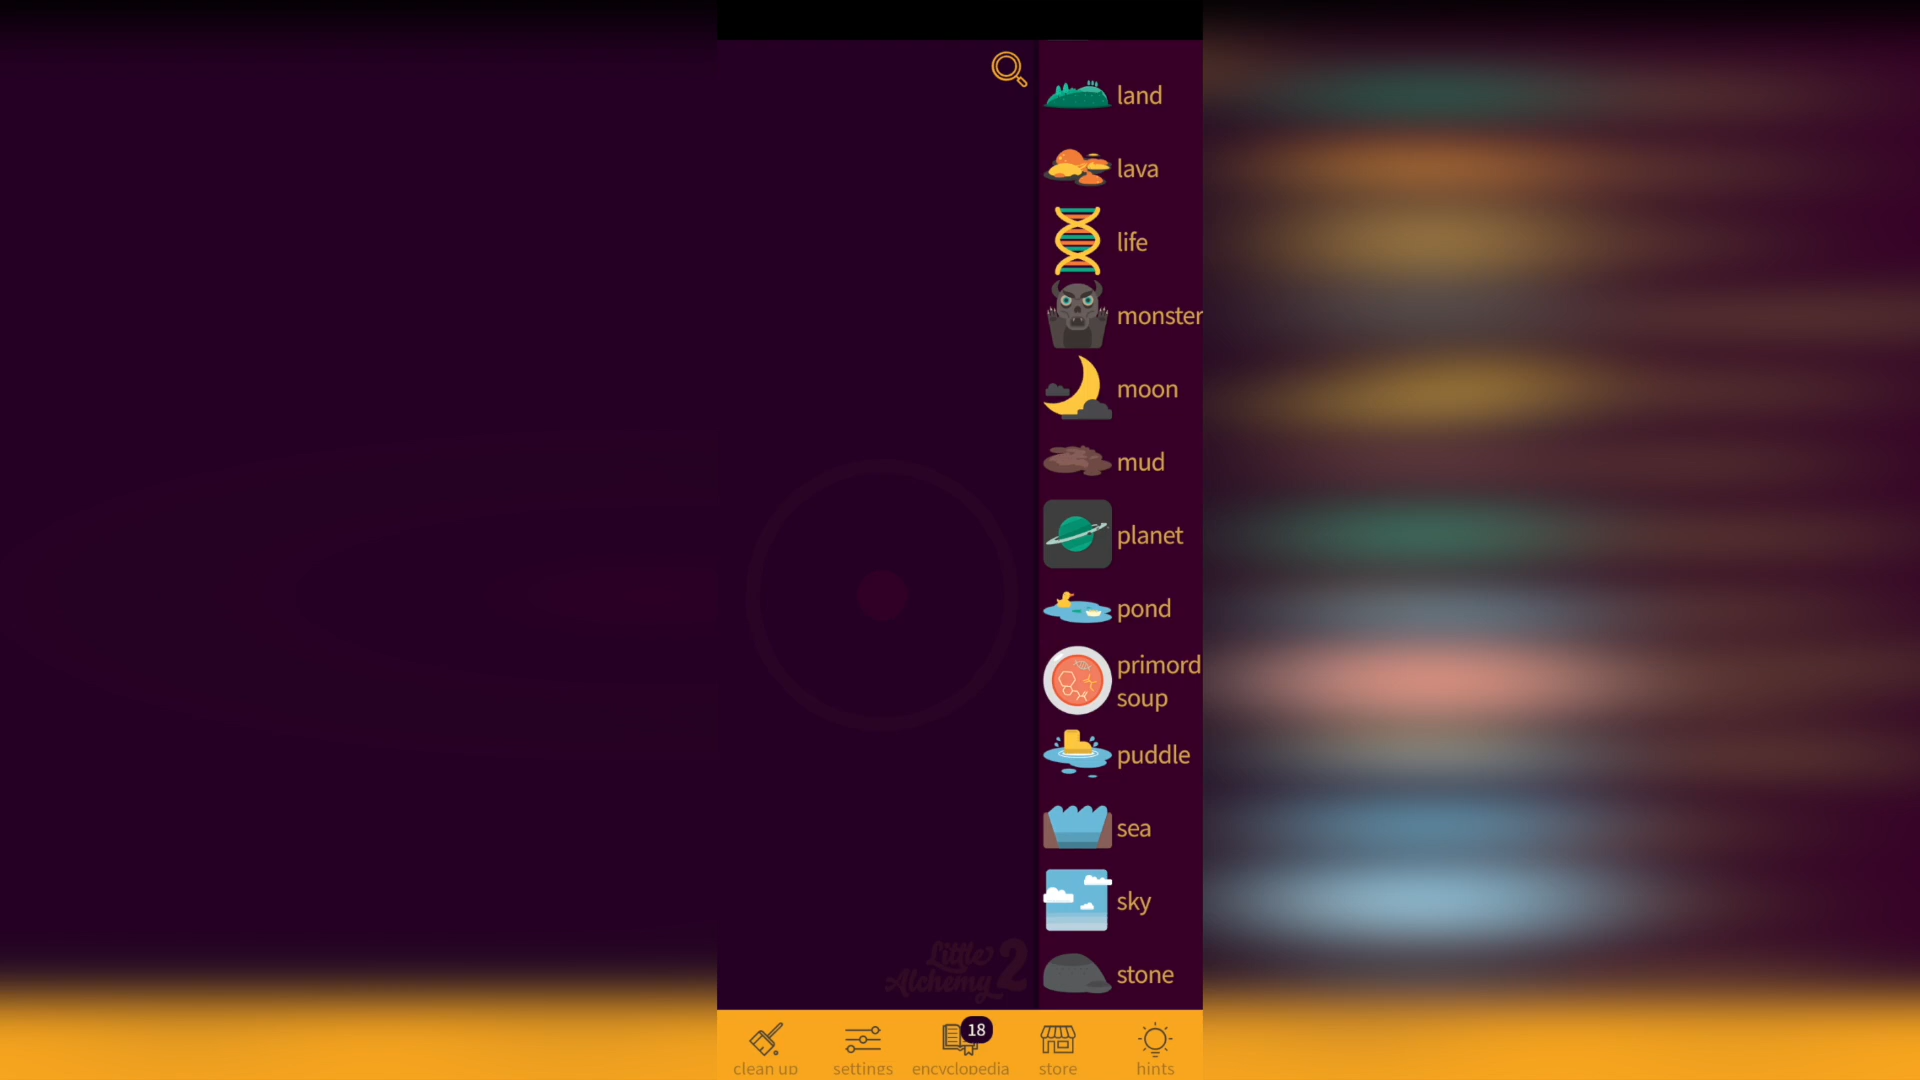 land
lava
life
monster
moon
mud
planet
pond
primord
soup
puddle
sea
sky
stone
Little
Alchemy 2
18
clean up
settings
encyclopedia
store
hints